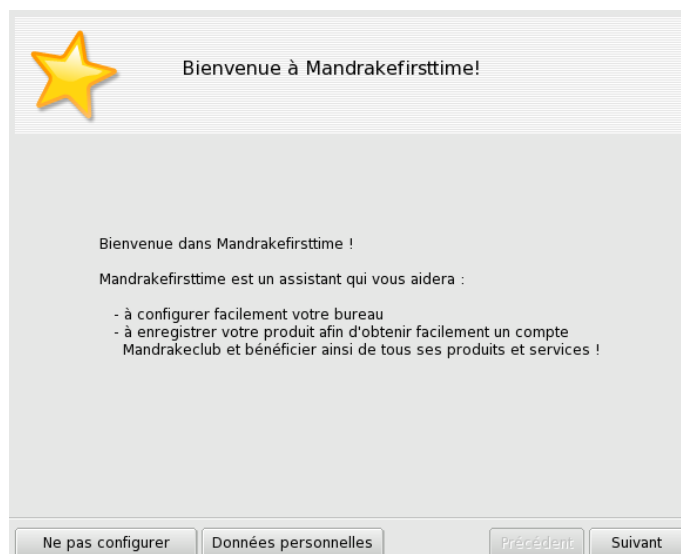 Bienvenue à Mandrakefirsttime!
Bienvenue dans Mandrakefirsttime !
Mandrakefirsttime est un assistant qui vous aidera :
- à configurer facilement votre bureau
- à enregistrer votre produit afin d'obtenir facilement un compte
Mandrakeclub et bénéficier ainsi de tous ses produits et services !
Ne pas configurer
Données personnelles
Précédent
Suivant